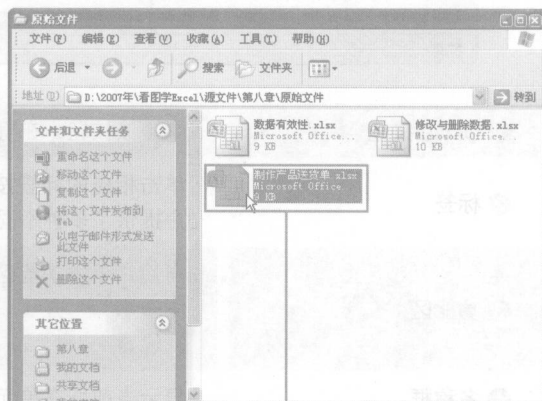 原始文件
文件(F) 编辑(E) 查看(V) 收藏(A) 工具(T) 帮助(H)
后退 搜索 文件夹
地址(D) D:\2007年\看图学Excel\源文件\第八章\原始文件 转到
文件和文件夹任务
重命名这个文件
移动这个文件
复制这个文件
将这个文件发布到
Web
以电子邮件形式发送
此文件
打印这个文件
删除这个文件
其它位置
第八章
我的文档
共享文档
数据有效性.xlsx
Microsoft Office...
9 KB
修改与删除数据.xlsx
Microsoft Office...
10 KB
制作产品送货单.xlsx
Microsoft Office
9 KB